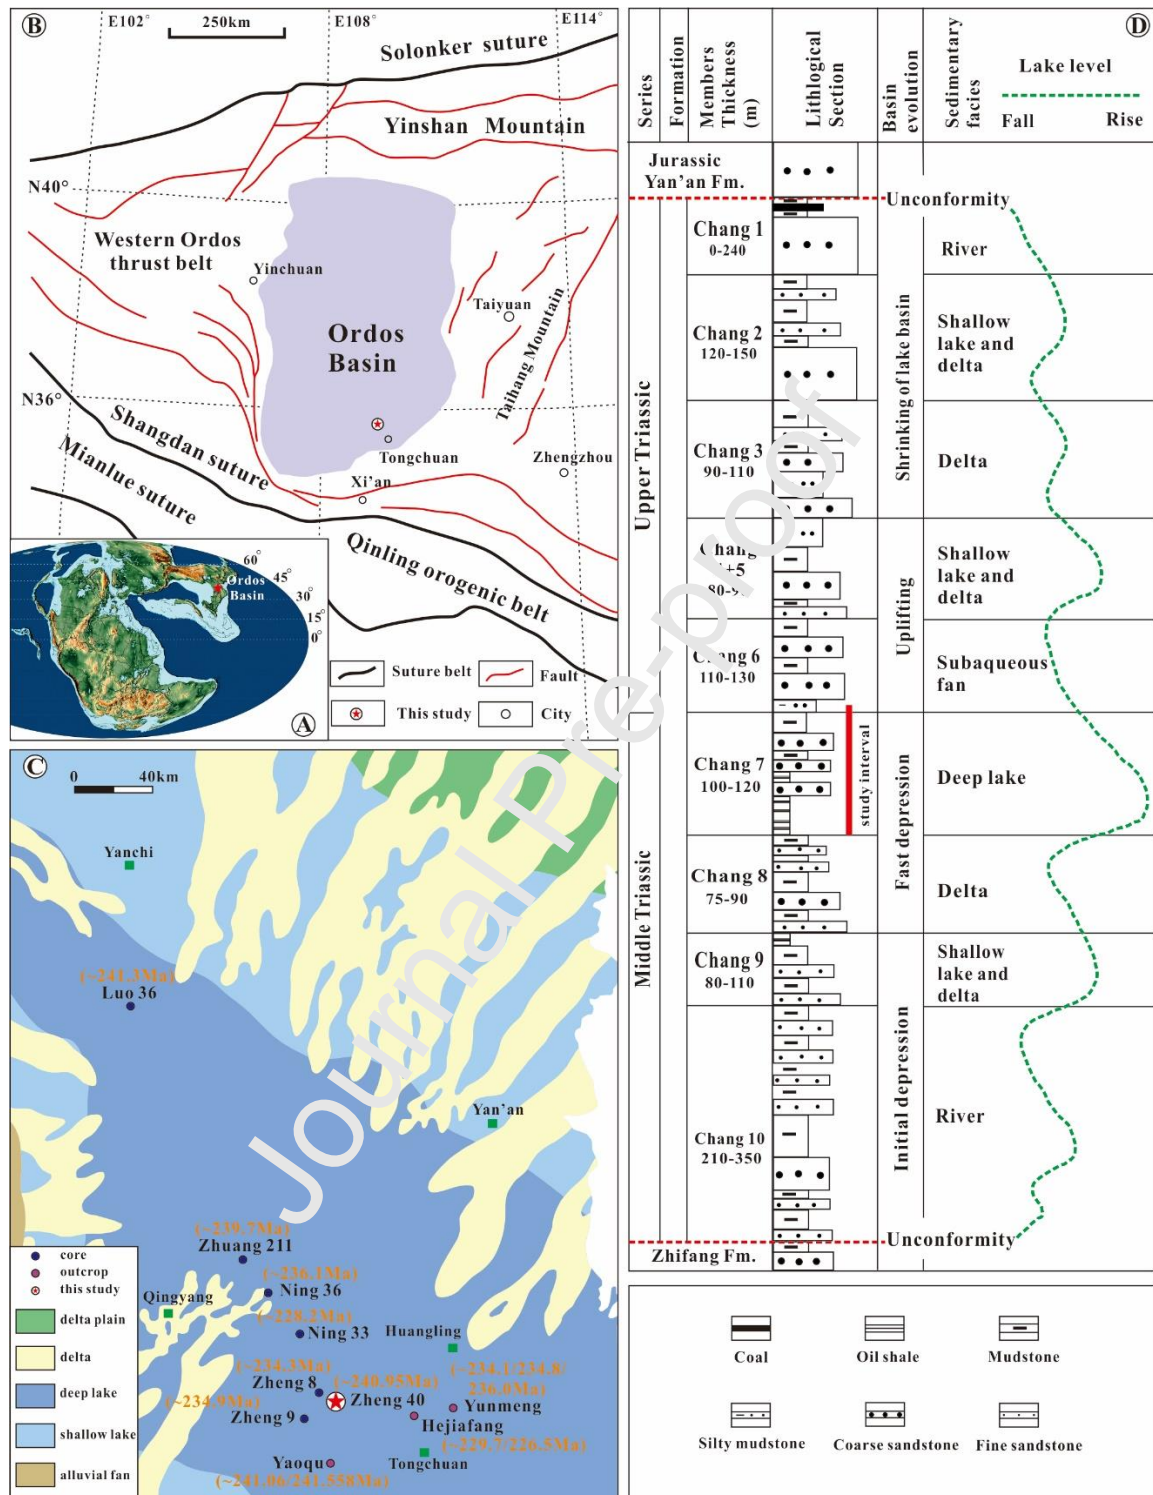 B
E102°
250km
E108°
E114°
Solonker suture
Yinshan Mountain
N40°
Western Ordos
thrust belt
Yinchuan
Taiyuan
Ordos
Basin
Taihang Mountain
N36°
Shangdan suture
Mianlue suture
Tongchuan
Zhengzhou
Xi'an
Qinling orogenic belt
60°
45°
30°
15°
0°
Ordos
Basin
A
Suture belt
Fault
This study
City
C
0 40km
Yanchi
(~241.3Ma)
Luo 36
Yan'an
(~239.7Ma)
Zhuang 211
(~236.1Ma)
Ning 36
Qingyang
(~228.2Ma)
Ning 33
Huangling
(~234.3Ma)
Zheng 8
(~240.95Ma)
Zheng 40
(~234.1/234.8/
236.0Ma)
Yunmeng
(~234.9Ma)
Zheng 9
Hejiafang
(~229.7/226.5Ma)
Yaoqu
(~241.06/241.558Ma)
Tongchuan
core
outcrop
this study
delta plain
delta
deep lake
shallow lake
alluvial fan
D
Series
Formation
Members
Thickness
(m)
Lithlogical
Section
Basin
evolution
Sedimentary
facies
Lake level
Fall Rise
Jurassic
Yan'an Fm.
Unconformity
Upper Triassic
Middle Triassic
Chang 1
0-240
River
Chang 2
120-150
Shallow
lake and
delta
Shrinking of lake basin
Chang 3
90-110
Delta
Chang
+5
80-9
Shallow
lake and
delta
Uplifting
Chang 6
110-130
Subaqueous
fan
Chang 7
100-120
study interval
Deep lake
Fast depression
Chang 8
75-90
Delta
Chang 9
80-110
Shallow
lake and
delta
Initial depression
Chang 10
210-350
River
Unconformity
Zhifang Fm.
Coal
Oil shale
Mudstone
Silty mudstone
Coarse sandstone
Fine sandstone
Journal Pre-proof